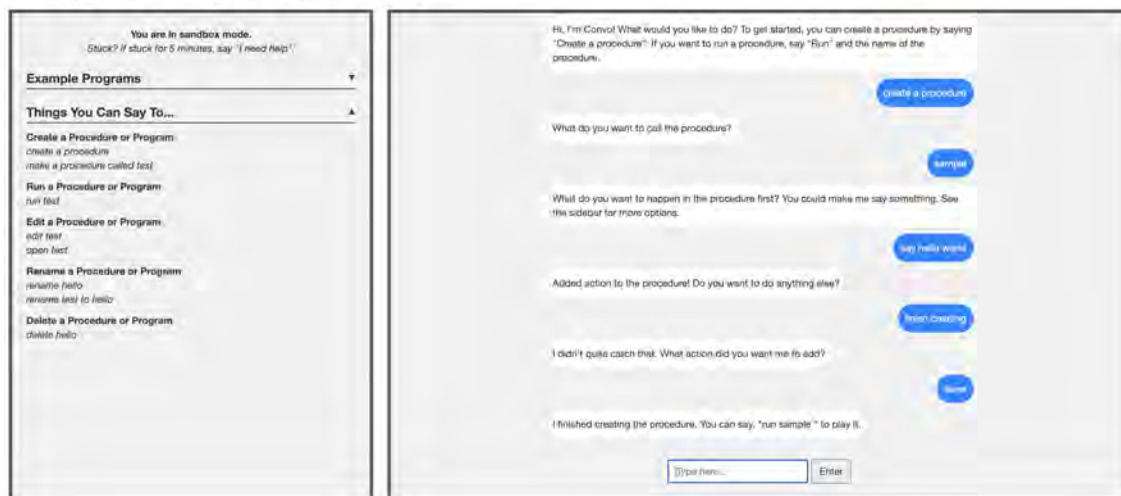 You are in sandbox mode.
Stuck? If stuck for 5 minutes, say "I need help".
Example Programs
Things You Can Say To...
Create a Procedure or Program
create a procedure
make a procedure called test
Run a Procedure or Program
run test
Edit a Procedure or Program
edit test
open test
Rename a Procedure or Program
rename hello
rename test to hello
Delete a Procedure or Program
delete hello
Hi, I'm Convo! What would you like to do? To get started, you can create a procedure by saying
"Create a procedure". If you want to run a procedure, say "Run" and the name of the
procedure.
create a procedure
What do you want to call the procedure?
sample
What do you want to happen in the procedure first? You could make me say something. See
the sidebar for more options.
say hello world
Added action to the procedure! Do you want to do anything else?
finish creating
I didn't quite catch that. What action did you want me to add?
done
I finished creating the procedure. You can say, "run sample " to play it.
Type here...
Enter